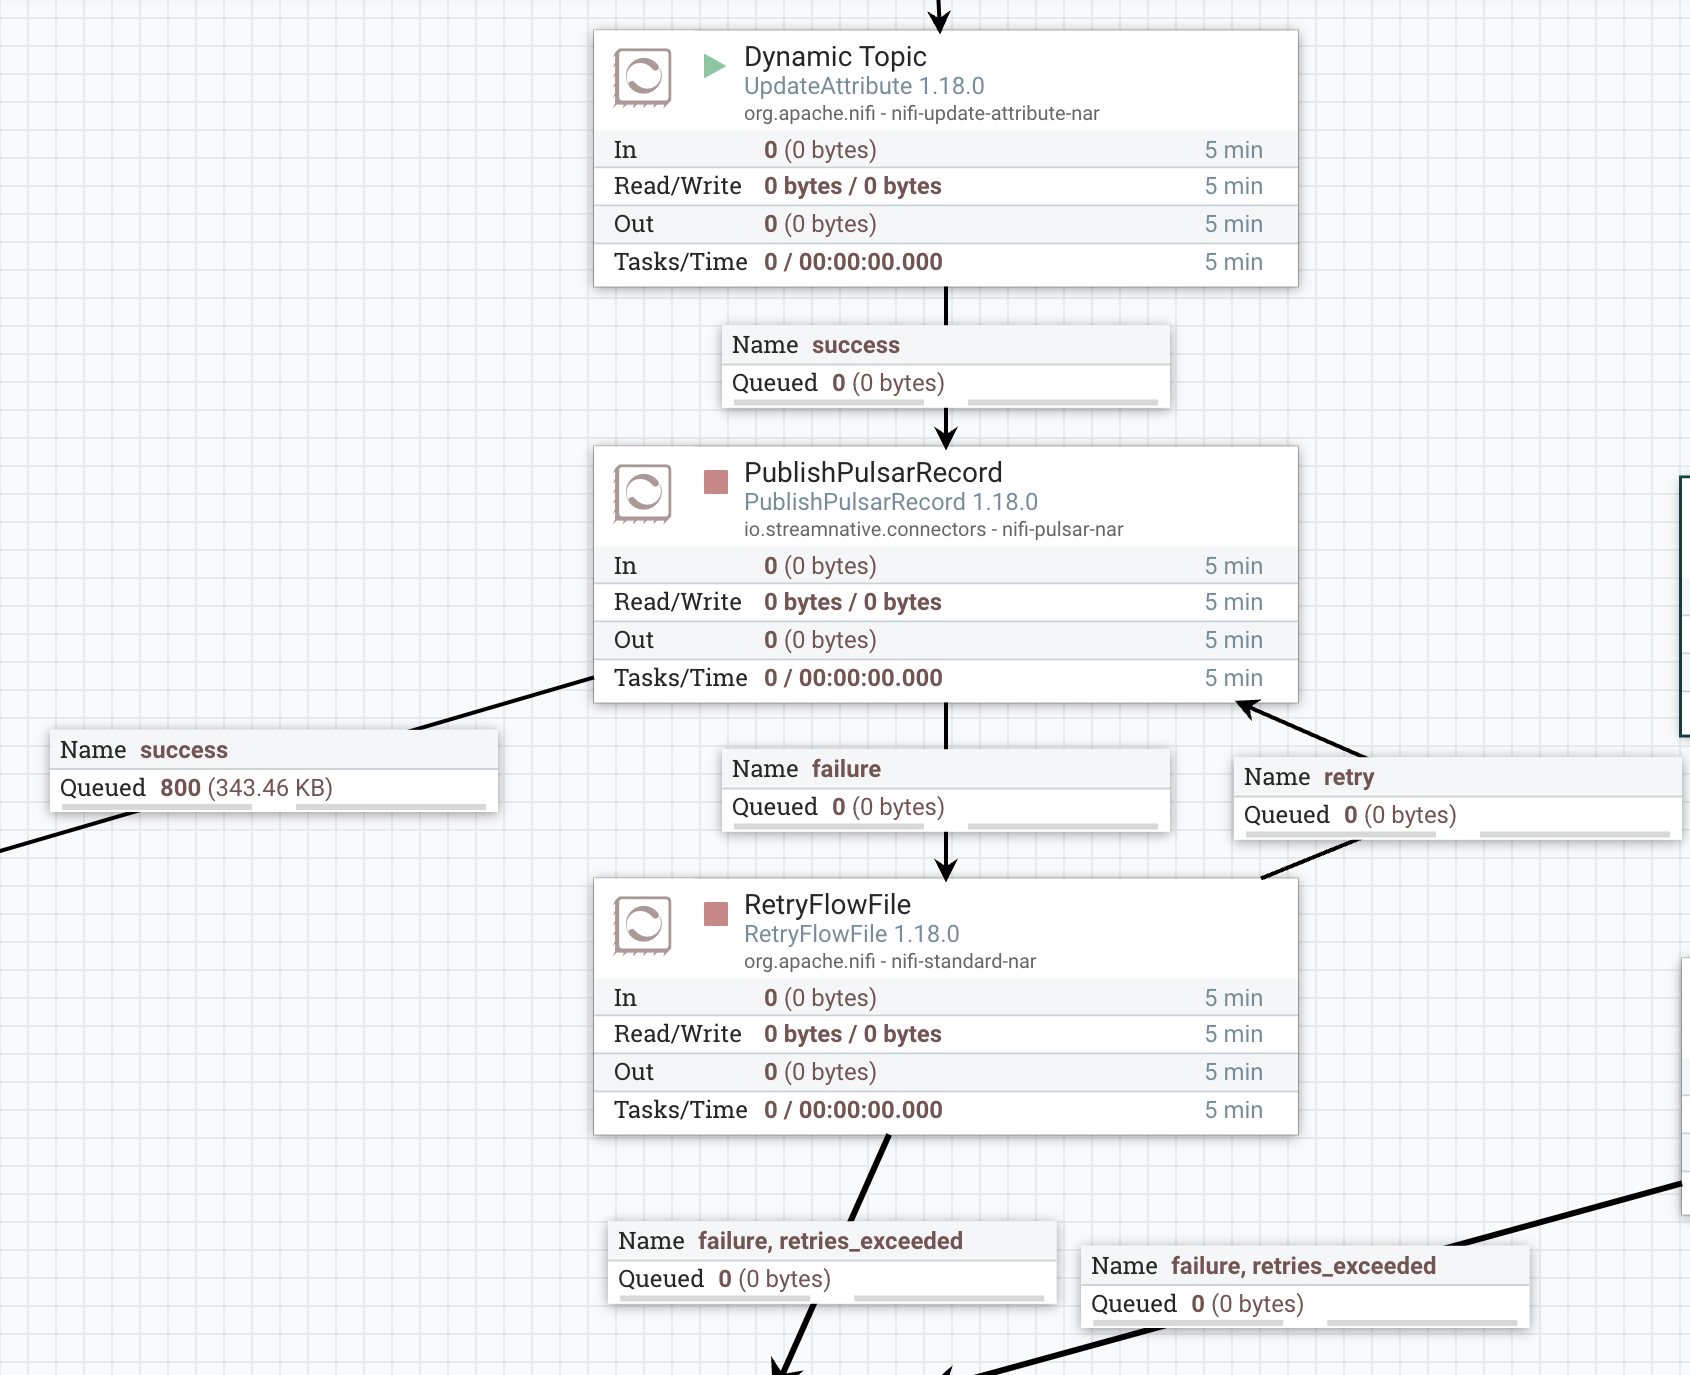 Dynamic Topic
UpdateAttribute 1.18.0
org.apache.nifi - nifi-update-attribute-nar
In 0 (0 bytes) 5 min
Read/Write 0 bytes / 0 bytes 5 min
Out 0 (0 bytes) 5 min
Tasks/Time 0 / 00:00:00.000 5 min
Name success
Queued 0 (0 bytes)
PublishPulsarRecord
PublishPulsarRecord 1.18.0
io.streamnative.connectors - nifi-pulsar-nar
In 0 (0 bytes) 5 min
Read/Write 0 bytes / 0 bytes 5 min
Out 0 (0 bytes) 5 min
Tasks/Time 0 / 00:00:00.000 5 min
Name success
Queued 800 (343.46 KB)
Name failure
Queued 0 (0 bytes)
Name retry
Queued 0 (0 bytes)
RetryFlowFile
RetryFlowFile 1.18.0
org.apache.nifi - nifi-standard-nar
In 0 (0 bytes) 5 min
Read/Write 0 bytes / 0 bytes 5 min
Out 0 (0 bytes) 5 min
Tasks/Time 0 / 00:00:00.000 5 min
Name failure, retries_exceeded
Queued 0 (0 bytes)
Name failure, retries_exceeded
Queued 0 (0 bytes)